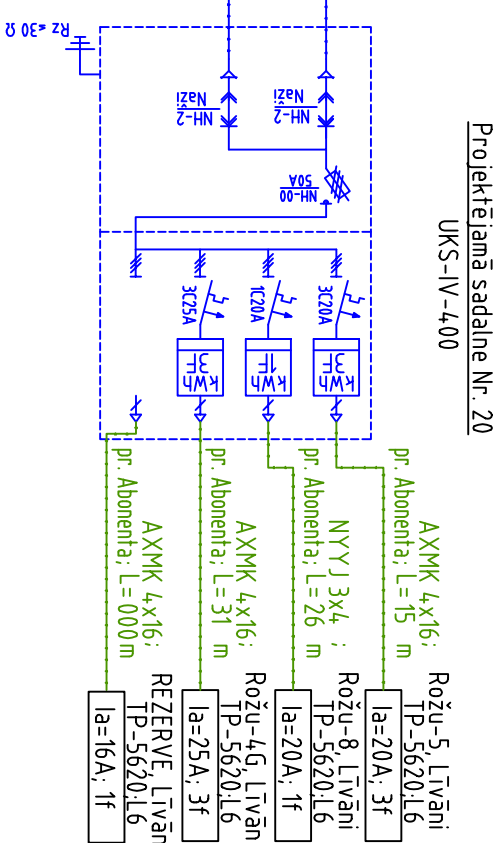 Projektējamā sadalne Nr. 20
UKS-IV-400
Rz ≤30 Ω
NH-2
Naži
NH-2
Naži
NH-00
50A
3C20A
1C20A
3C25A
kWh
3F
kWh
1F
kWh
3F
AXMK 4x16;
pr. Abonenta; L= 15 m
NYYJ 3x4 ;
pr. Abonenta; L= 26 m
AXMK 4x16;
pr. Abonenta; L= 31 m
AXMK 4x16;
pr. Abonenta; L= 000 m
Rožu-5, Līvāni
TP-5620;L6
Ia=20A; 3f
Rožu-8, Līvāni
TP-5620;L6
Ia=20A; 1f
Rožu-4G, Līvān
TP-5620;L6
Ia=25A; 3f
REZERVE, Līvān
TP-5620;L6
Ia=16A; 1f